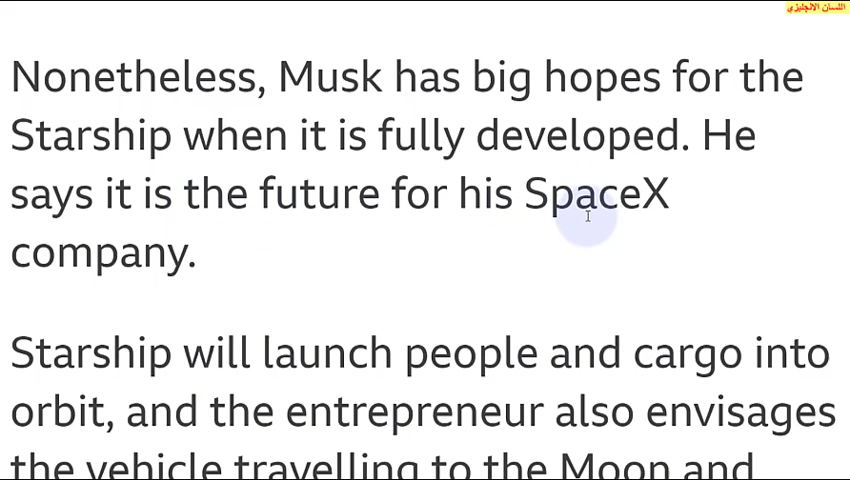 اللسان الانجليزي
Nonetheless, Musk has big hopes for the
Starship when it is fully developed. He
says it is the future for his SpaceX
company.
Starship will launch people and cargo into
orbit, and the entrepreneur also envisages
the vehicle travelling to the Moon and